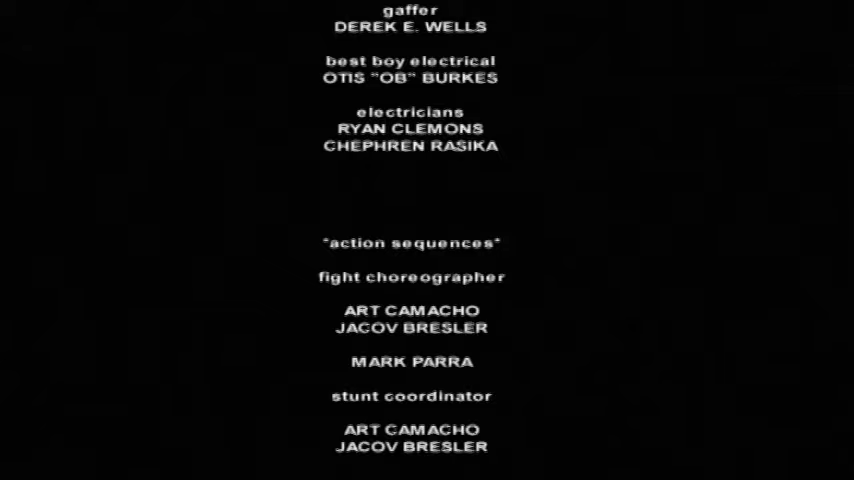 gaffer
DEREK E. WELLS
best boy electrical
OTIS "OB" BURKES
electricians
RYAN CLEMONS
CHEPHREN RASIKA
*action sequences*
fight choreographer
ART CAMACHO
JACOV BRESLER
MARK PARRA
stunt coordinator
ART CAMACHO
JACOV BRESLER